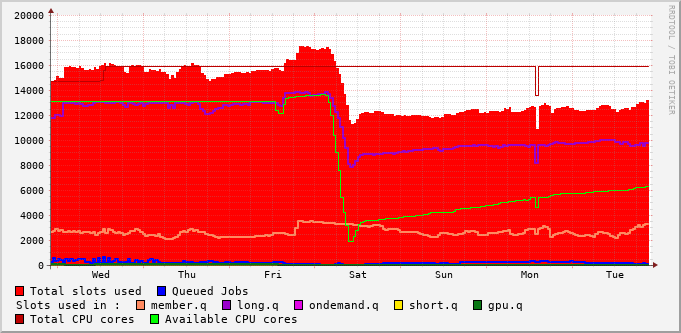 20000
18000
16000
14000
12000
10000
8000
6000
4000
2000
0
Wed Thu Fri Sat Sun Mon Tue
Total slots used Queued Jobs
Slots used in : member.q long.q ondemand.q short.q gpu.q
Total CPU cores Available CPU cores
RRDTOOL / TOBI OETIKER